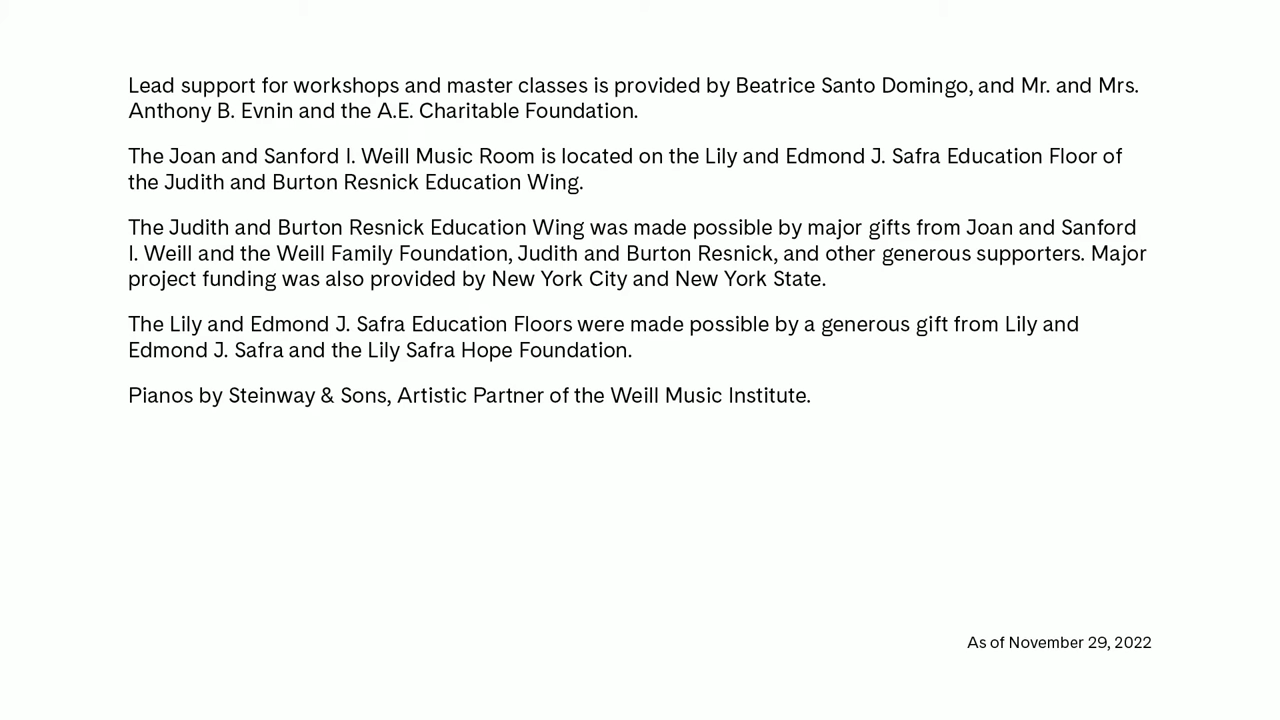 Lead support for workshops and master classes is provided by Beatrice Santo Domingo, and Mr. and Mrs.
Anthony B. Evnin and the A.E. Charitable Foundation.
The Joan and Sanford I. Weill Music Room is located on the Lily and Edmond J. Safra Education Floor of
the Judith and Burton Resnick Education Wing.
The Judith and Burton Resnick Education Wing was made possible by major gifts from Joan and Sanford
I. Weill and the Weill Family Foundation, Judith and Burton Resnick, and other generous supporters. Major
project funding was also provided by New York City and New York State.
The Lily and Edmond J. Safra Education Floors were made possible by a generous gift from Lily and
Edmond J. Safra and the Lily Safra Hope Foundation.
Pianos by Steinway & Sons, Artistic Partner of the Weill Music Institute.
As of November 29, 2022